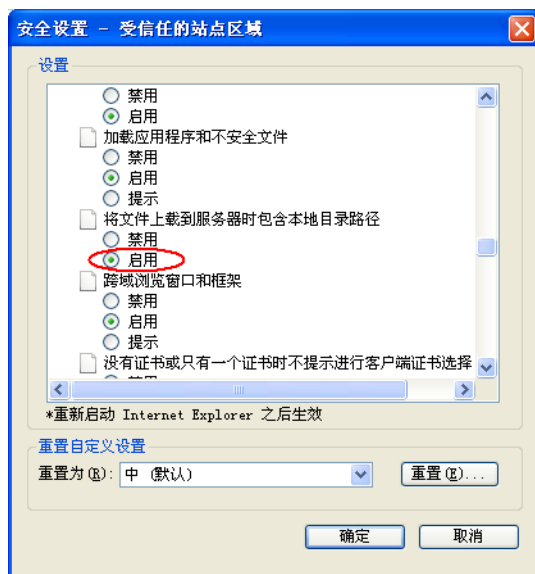 安全设置 - 受信任的站点区域
设置
禁用
启用
加载应用程序和不安全文件
禁用
启用
提示
将文件上载到服务器时包含本地目录路径
禁用
启用
跨域浏览窗口和框架
禁用
启用
提示
没有证书或只有一个证书时不提示进行客户端证书选择
*重新启动 Internet Explorer 之后生效
重置自定义设置
重置为(R): 中 (默认) 重置(E)...
确定 取消